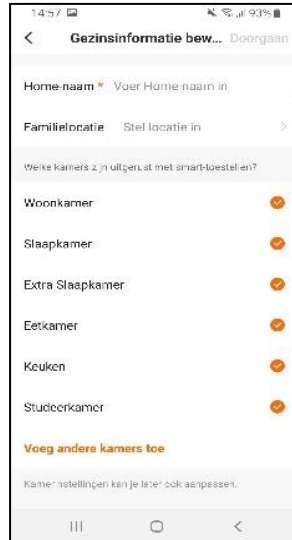 14:57 93%
Gezinsinformatie bew... Doorgaan
Home-naam * Voer Home-naam in
Familielocatie Stel locatie in
Welke kamers zijn uitgerust met smart-toestellen?
Woonkamer
Slaapkamer
Extra Slaapkamer
Eetkamer
Keuken
Studeerkamer
Voeg andere kamers toe
Kamerinstellingen kan je later ook aanpassen.